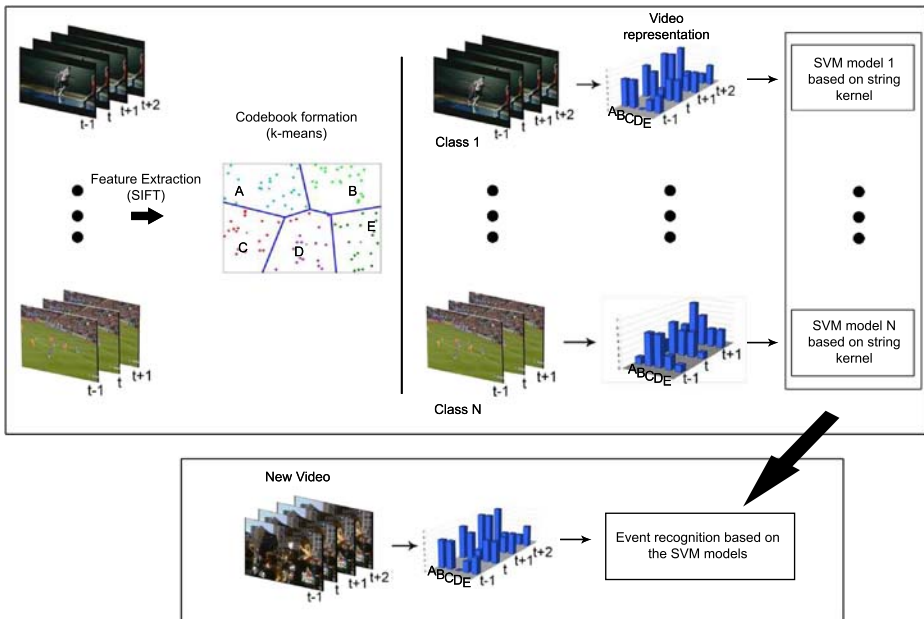 t-1 t t+1 t+2
Feature Extraction
(SIFT)
t-1 t t+1
Codebook formation
(k-means)
A B
C D E
Video
representation
t-1 t t+1 t+2
Class 1
ABCDE
t-1 t t+1 t+2
SVM model 1
based on string
kernel
t-1 t t+1
Class N
ABCDE
t-1 t t+1
SVM model N
based on string
kernel
New Video
t-1 t t+1 t+2
ABCDE
t-1 t t+1 t+2
Event recognition based on
the SVM models